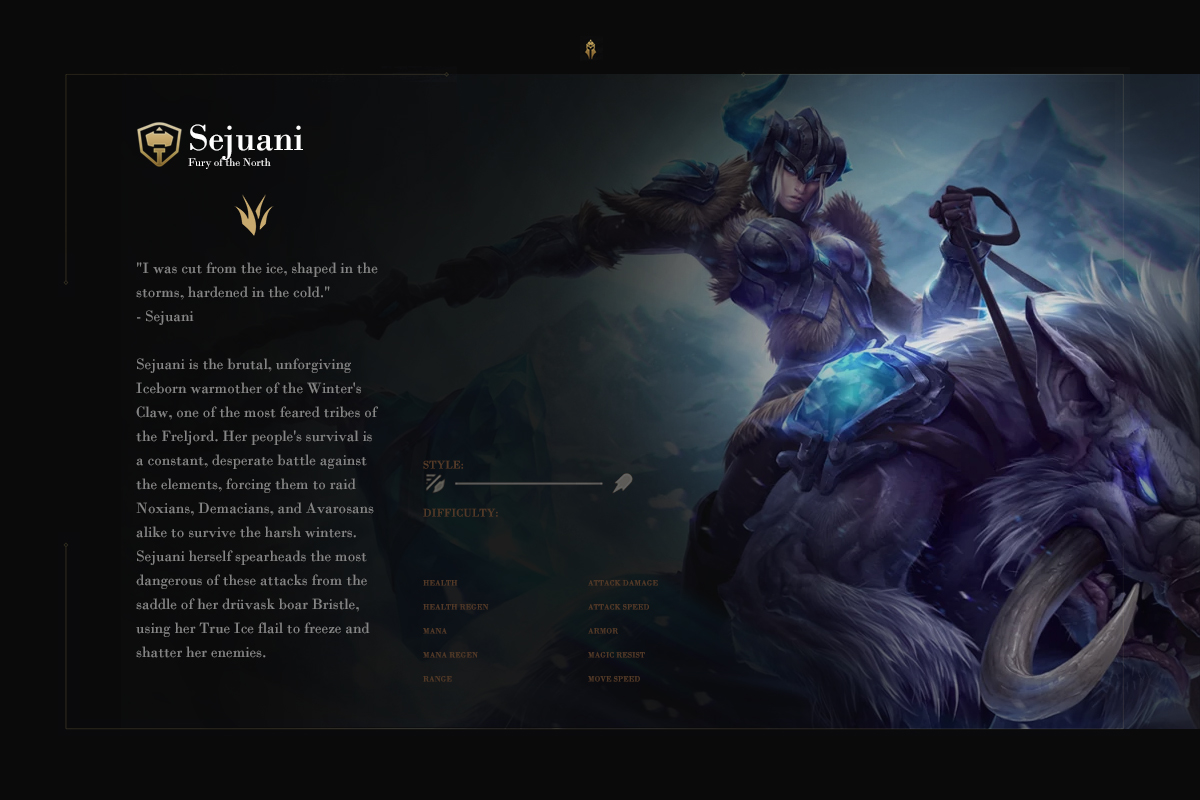 Sejuani
Fury of the North
"I was cut from the ice, shaped in the
storms, hardened in the cold."
- Sejuani
Sejuani is the brutal, unforgiving
Iceborn warmother of the Winter's
Claw, one of the most feared tribes of
the Freljord. Her people's survival is
a constant, desperate battle against
the elements, forcing them to raid
Noxians, Demacians, and Avarosans
alike to survive the harsh winters.
Sejuani herself spearheads the most
dangerous of these attacks from the
saddle of her drüvask boar Bristle,
using her True Ice flail to freeze and
shatter her enemies.
STYLE:
DIFFICULTY:
HEALTH
HEALTH REGEN
MANA
MANA REGEN
RANGE
ATTACK DAMAGE
ATTACK SPEED
ARMOR
MAGIC RESIST
MOVE SPEED